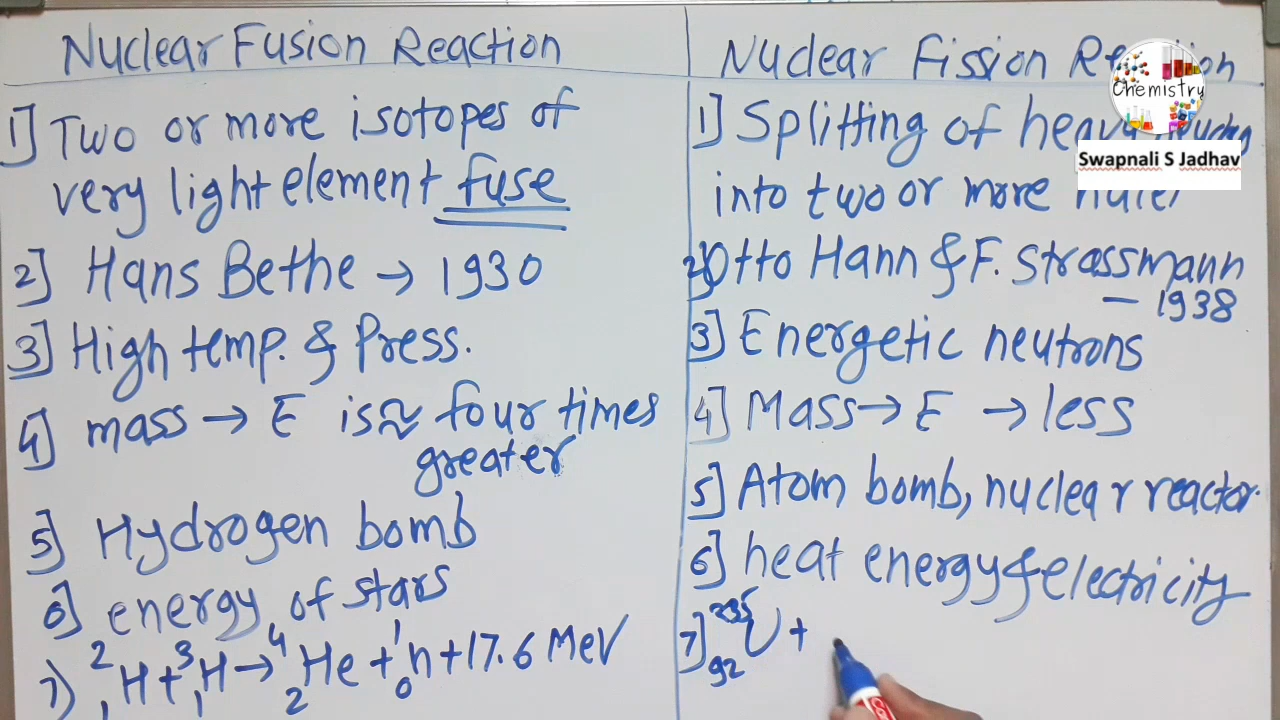 Nuclear Fusion Reaction
1] Two or more isotopes of
very light element fuse
2] Hans Bethe → 1930
3] High temp. & Press.
4] mass → E is ≈ four times
greater
5] Hydrogen bomb
6] energy of stars
7) ²₁H + ³₁H → ⁴₂He + ¹₀n + 17.6 MeV
Nuclear Fission
1] Splitting of heavy
into two or more nuclei
2] Otto Hann & F. Strassmann
— 1938
3] Energetic neutrons
4] Mass → E → less
5] Atom bomb, nuclear reactor.
6] heat energy & electricity
7] ²³⁵₉₂U +
Chemistry
Swapnali S Jadhav